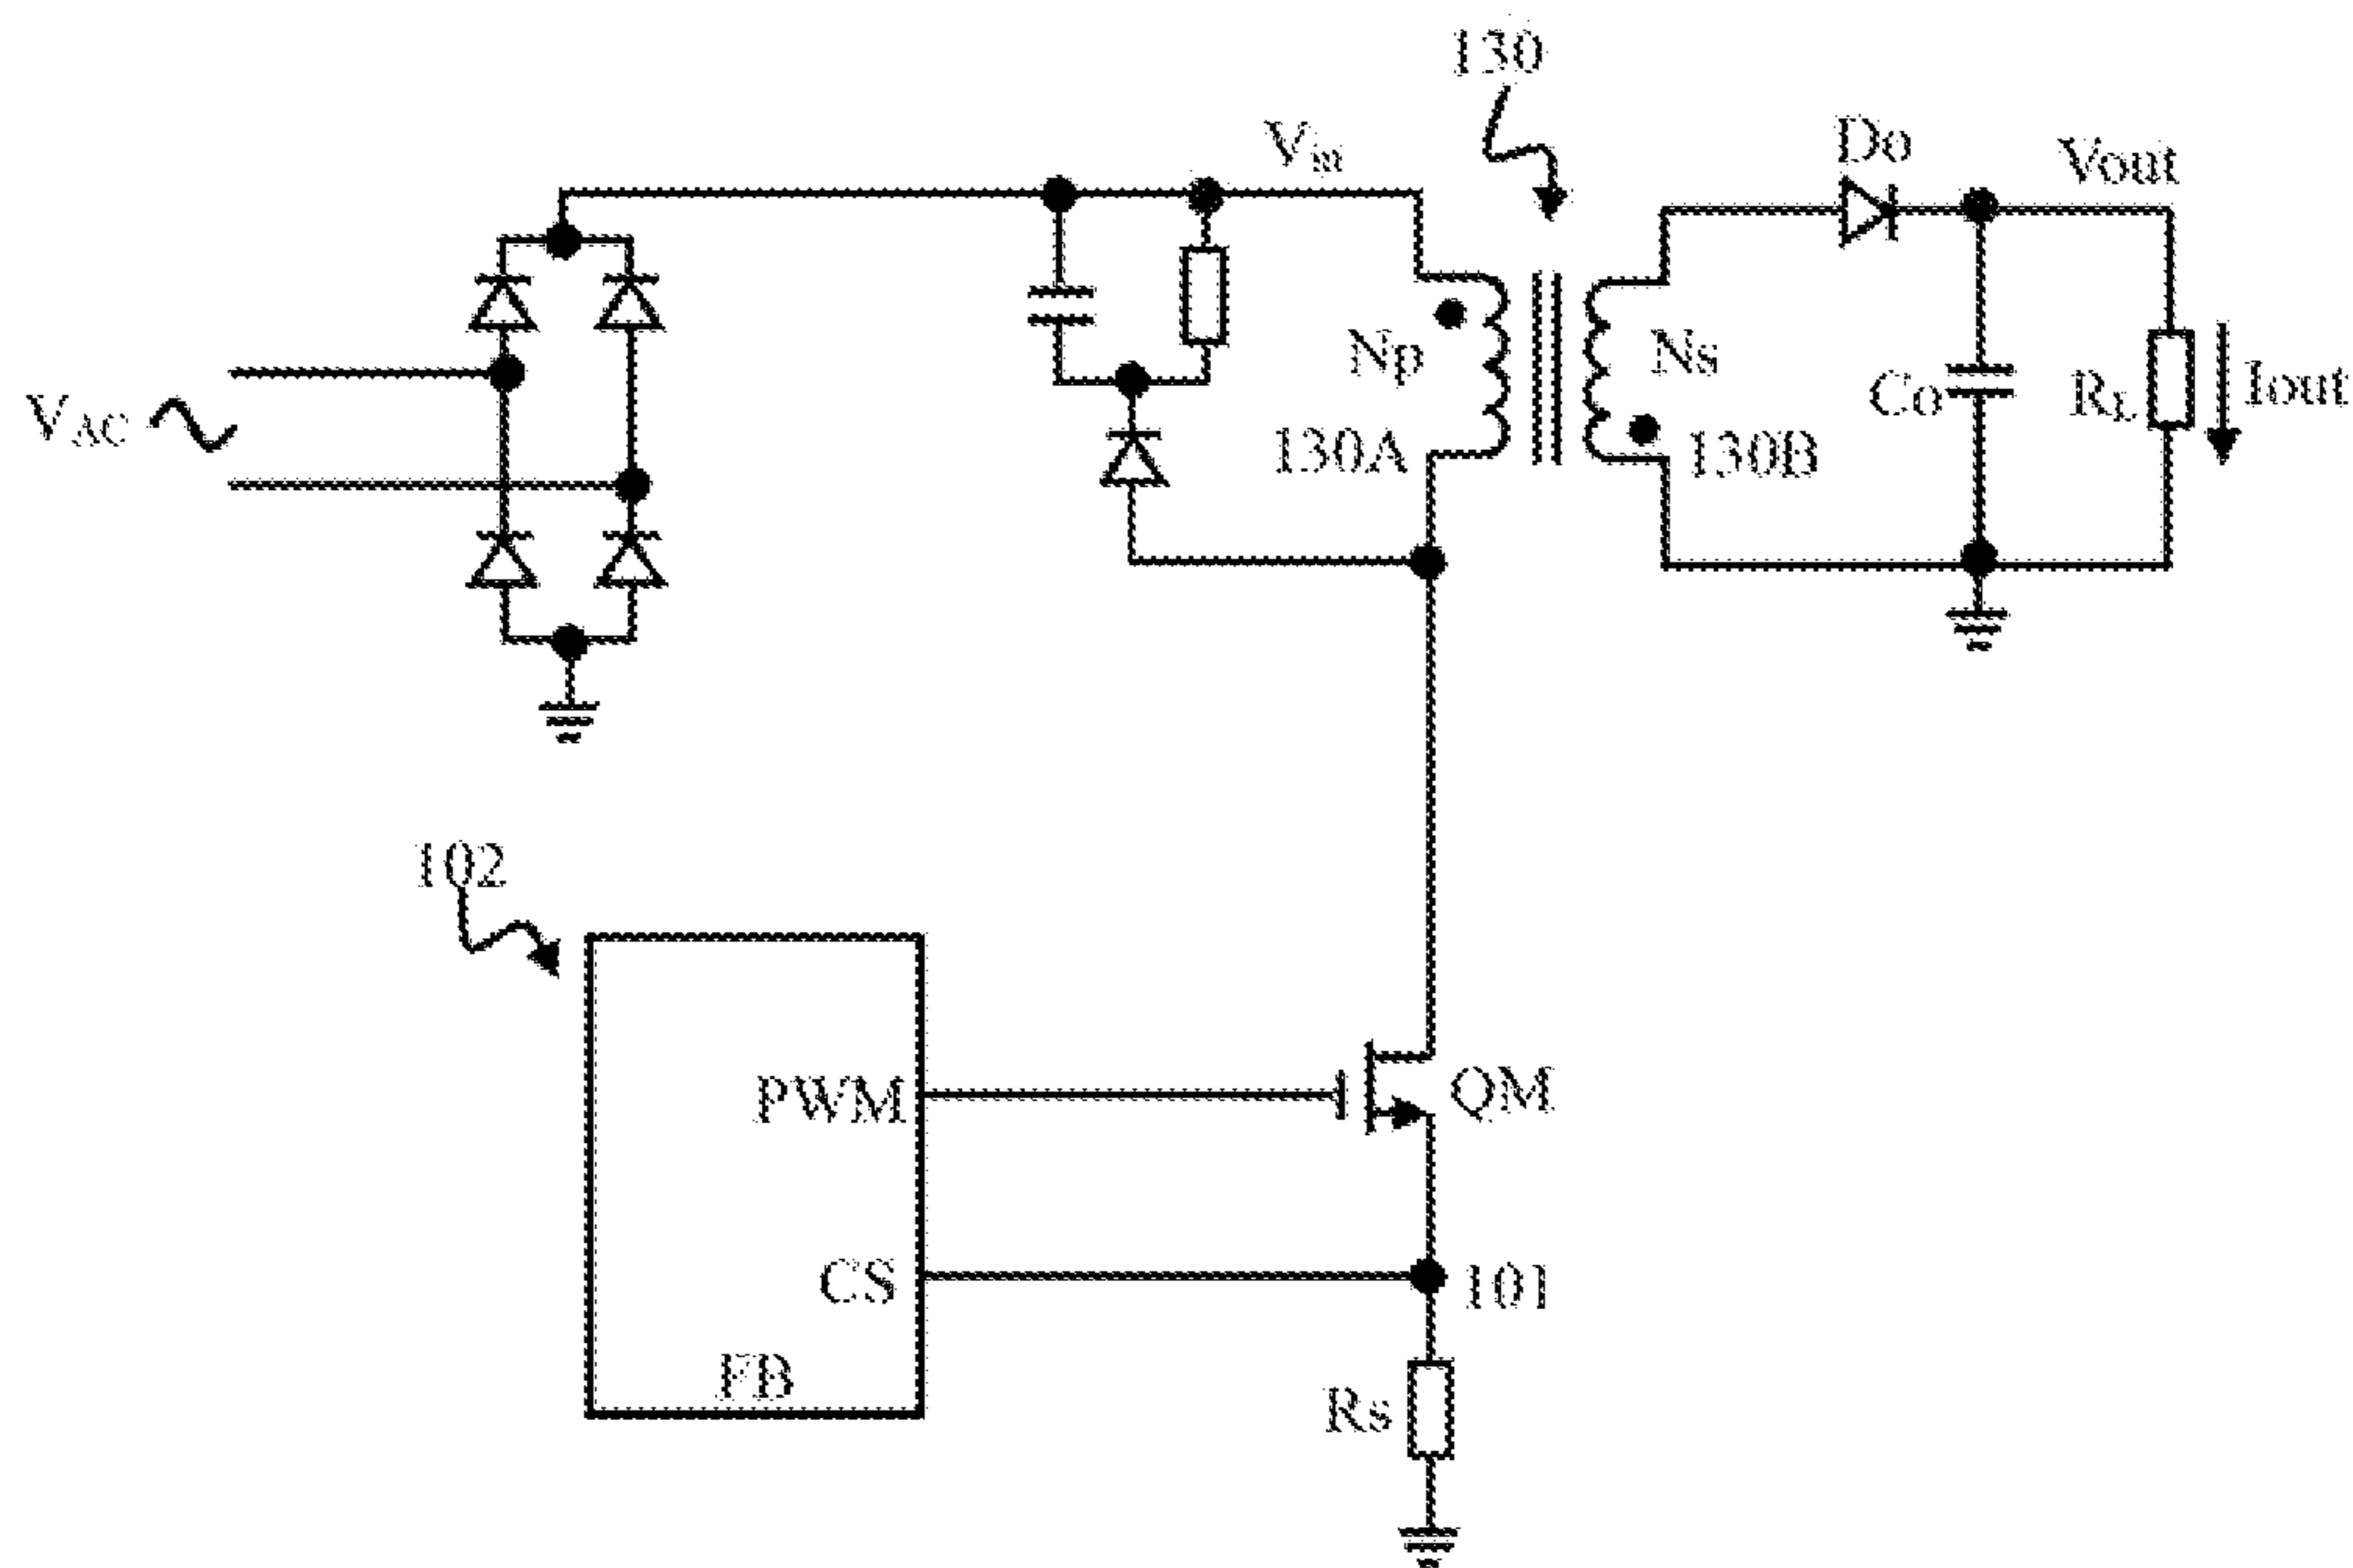 130
Vin
Do
Vout
Np
Ns
VAC
Co
RL
Iout
130A
130B
102
PWM
QM
CS
101
FB
Rs